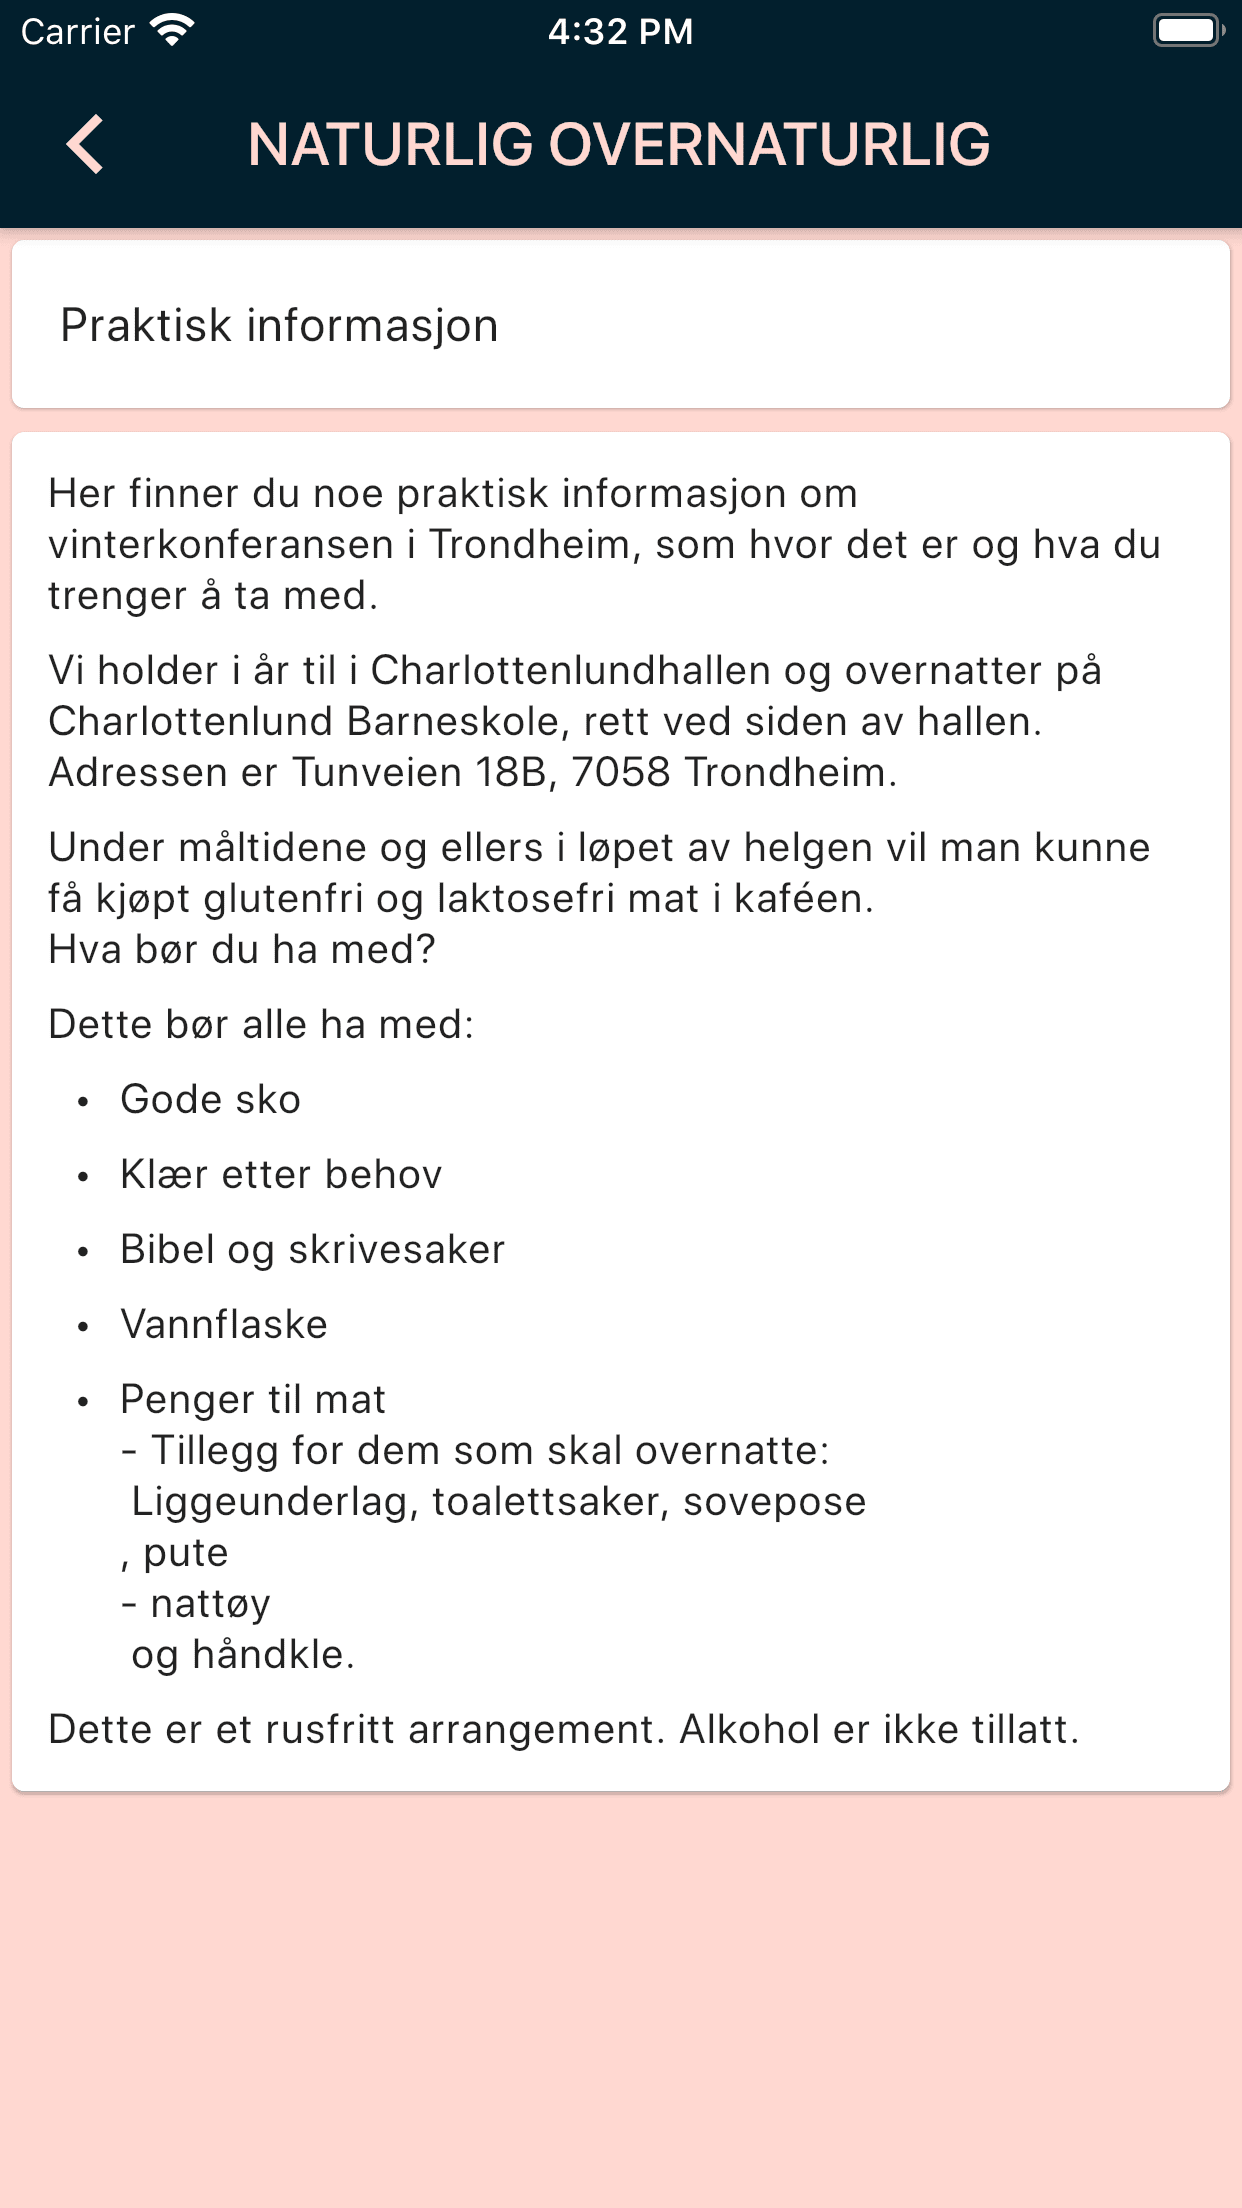 Carrier 4:32 PM
NATURLIG OVERNATURLIG
Praktisk informasjon
Her finner du noe praktisk informasjon om
vinterkonferansen i Trondheim, som hvor det er og hva du
trenger å ta med.
Vi holder i år til i Charlottenlundhallen og overnatter på
Charlottenlund Barneskole, rett ved siden av hallen.
Adressen er Tunveien 18B, 7058 Trondheim.
Under måltidene og ellers i løpet av helgen vil man kunne
få kjøpt glutenfri og laktosefri mat i kaféen.
Hva bør du ha med?
Dette bør alle ha med:
• Gode sko
• Klær etter behov
• Bibel og skrivesaker
• Vannflaske
• Penger til mat
- Tillegg for dem som skal overnatte:
Liggeunderlag, toalettsaker, sovepose
, pute
- nattøy
og håndkle.
Dette er et rusfritt arrangement. Alkohol er ikke tillatt.